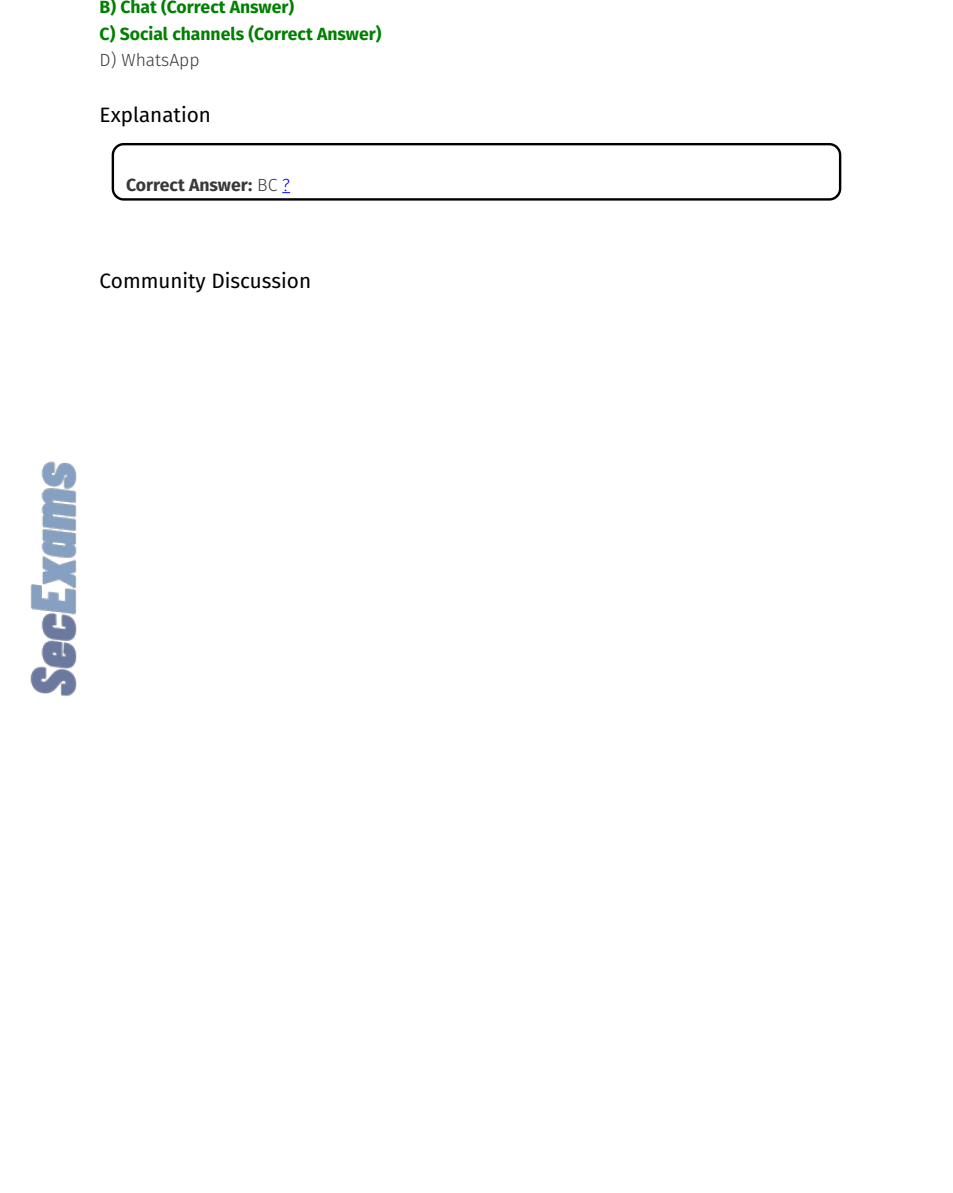 B) Chat (Correct Answer)
C) Social channels (Correct Answer)
D) WhatsApp
Explanation
Correct Answer: BC ?
Community Discussion
SecExams